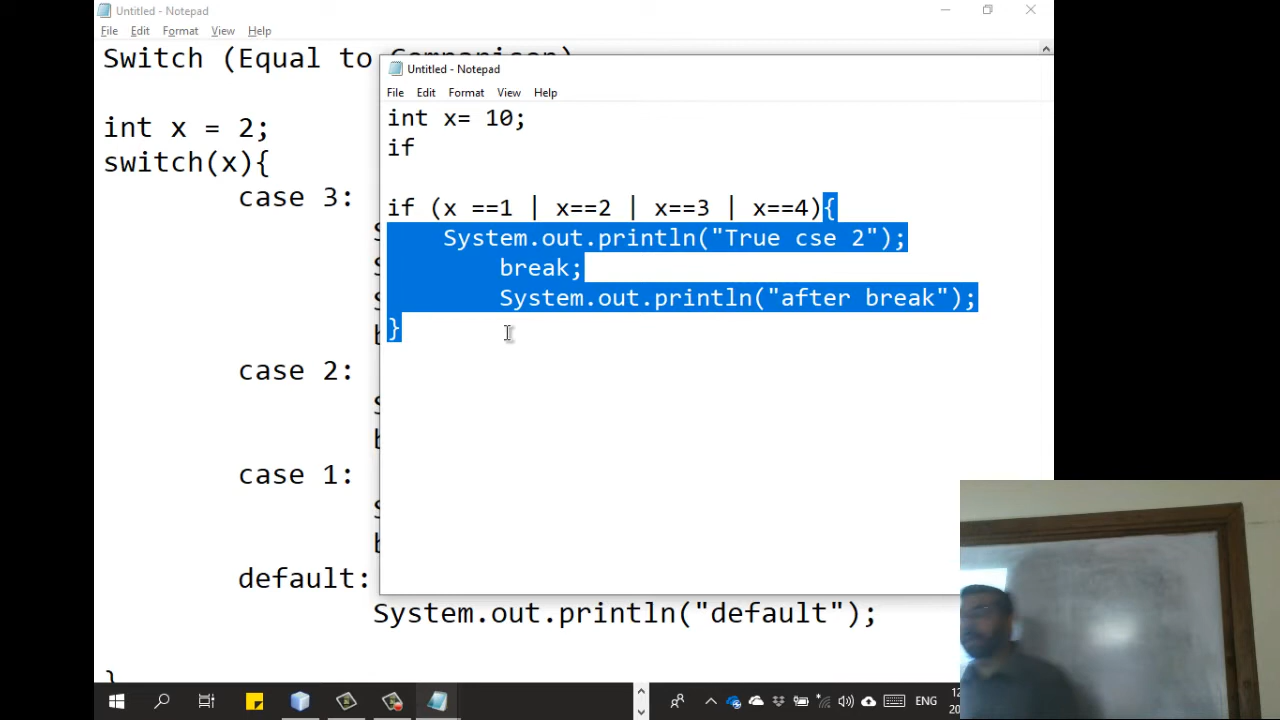 Untitled - Notepad
File Edit Format View Help
Switch (Equal to Comparison)
int x = 2;
switch(x){
case 3:
case 2:
case 1:
default:
System.out.println("default");
}
Untitled - Notepad
File Edit Format View Help
int x= 10;
if
if (x ==1 | x==2 | x==3 | x==4){
System.out.println("True cse 2");
break;
System.out.println("after break");
}
ENG